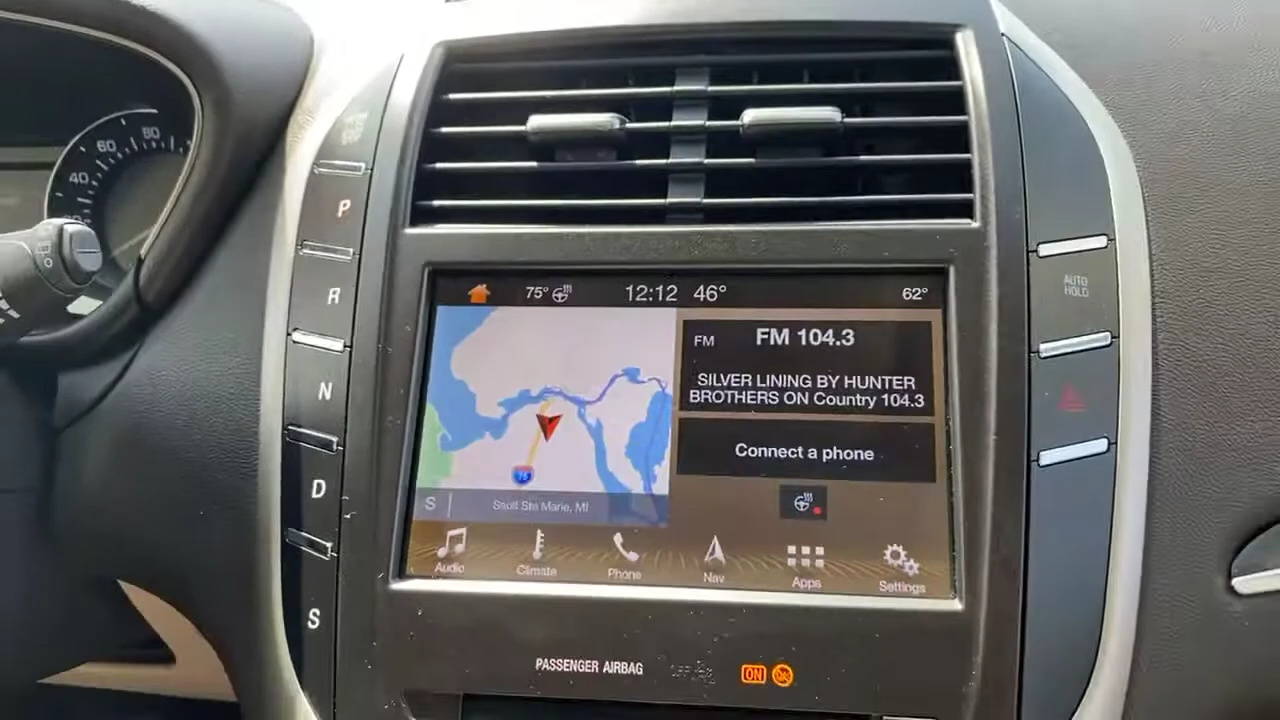 80
60
40
P
R
N
D
S
75° 12:12 46° 62°
FM FM 104.3
SILVER LINING BY HUNTER
BROTHERS ON Country 104.3
Connect a phone
75
S Sault Ste Marie, MI
Audio Climate Phone Nav Apps Settings
AUTO
HOLD
PASSENGER AIRBAG OFF ON